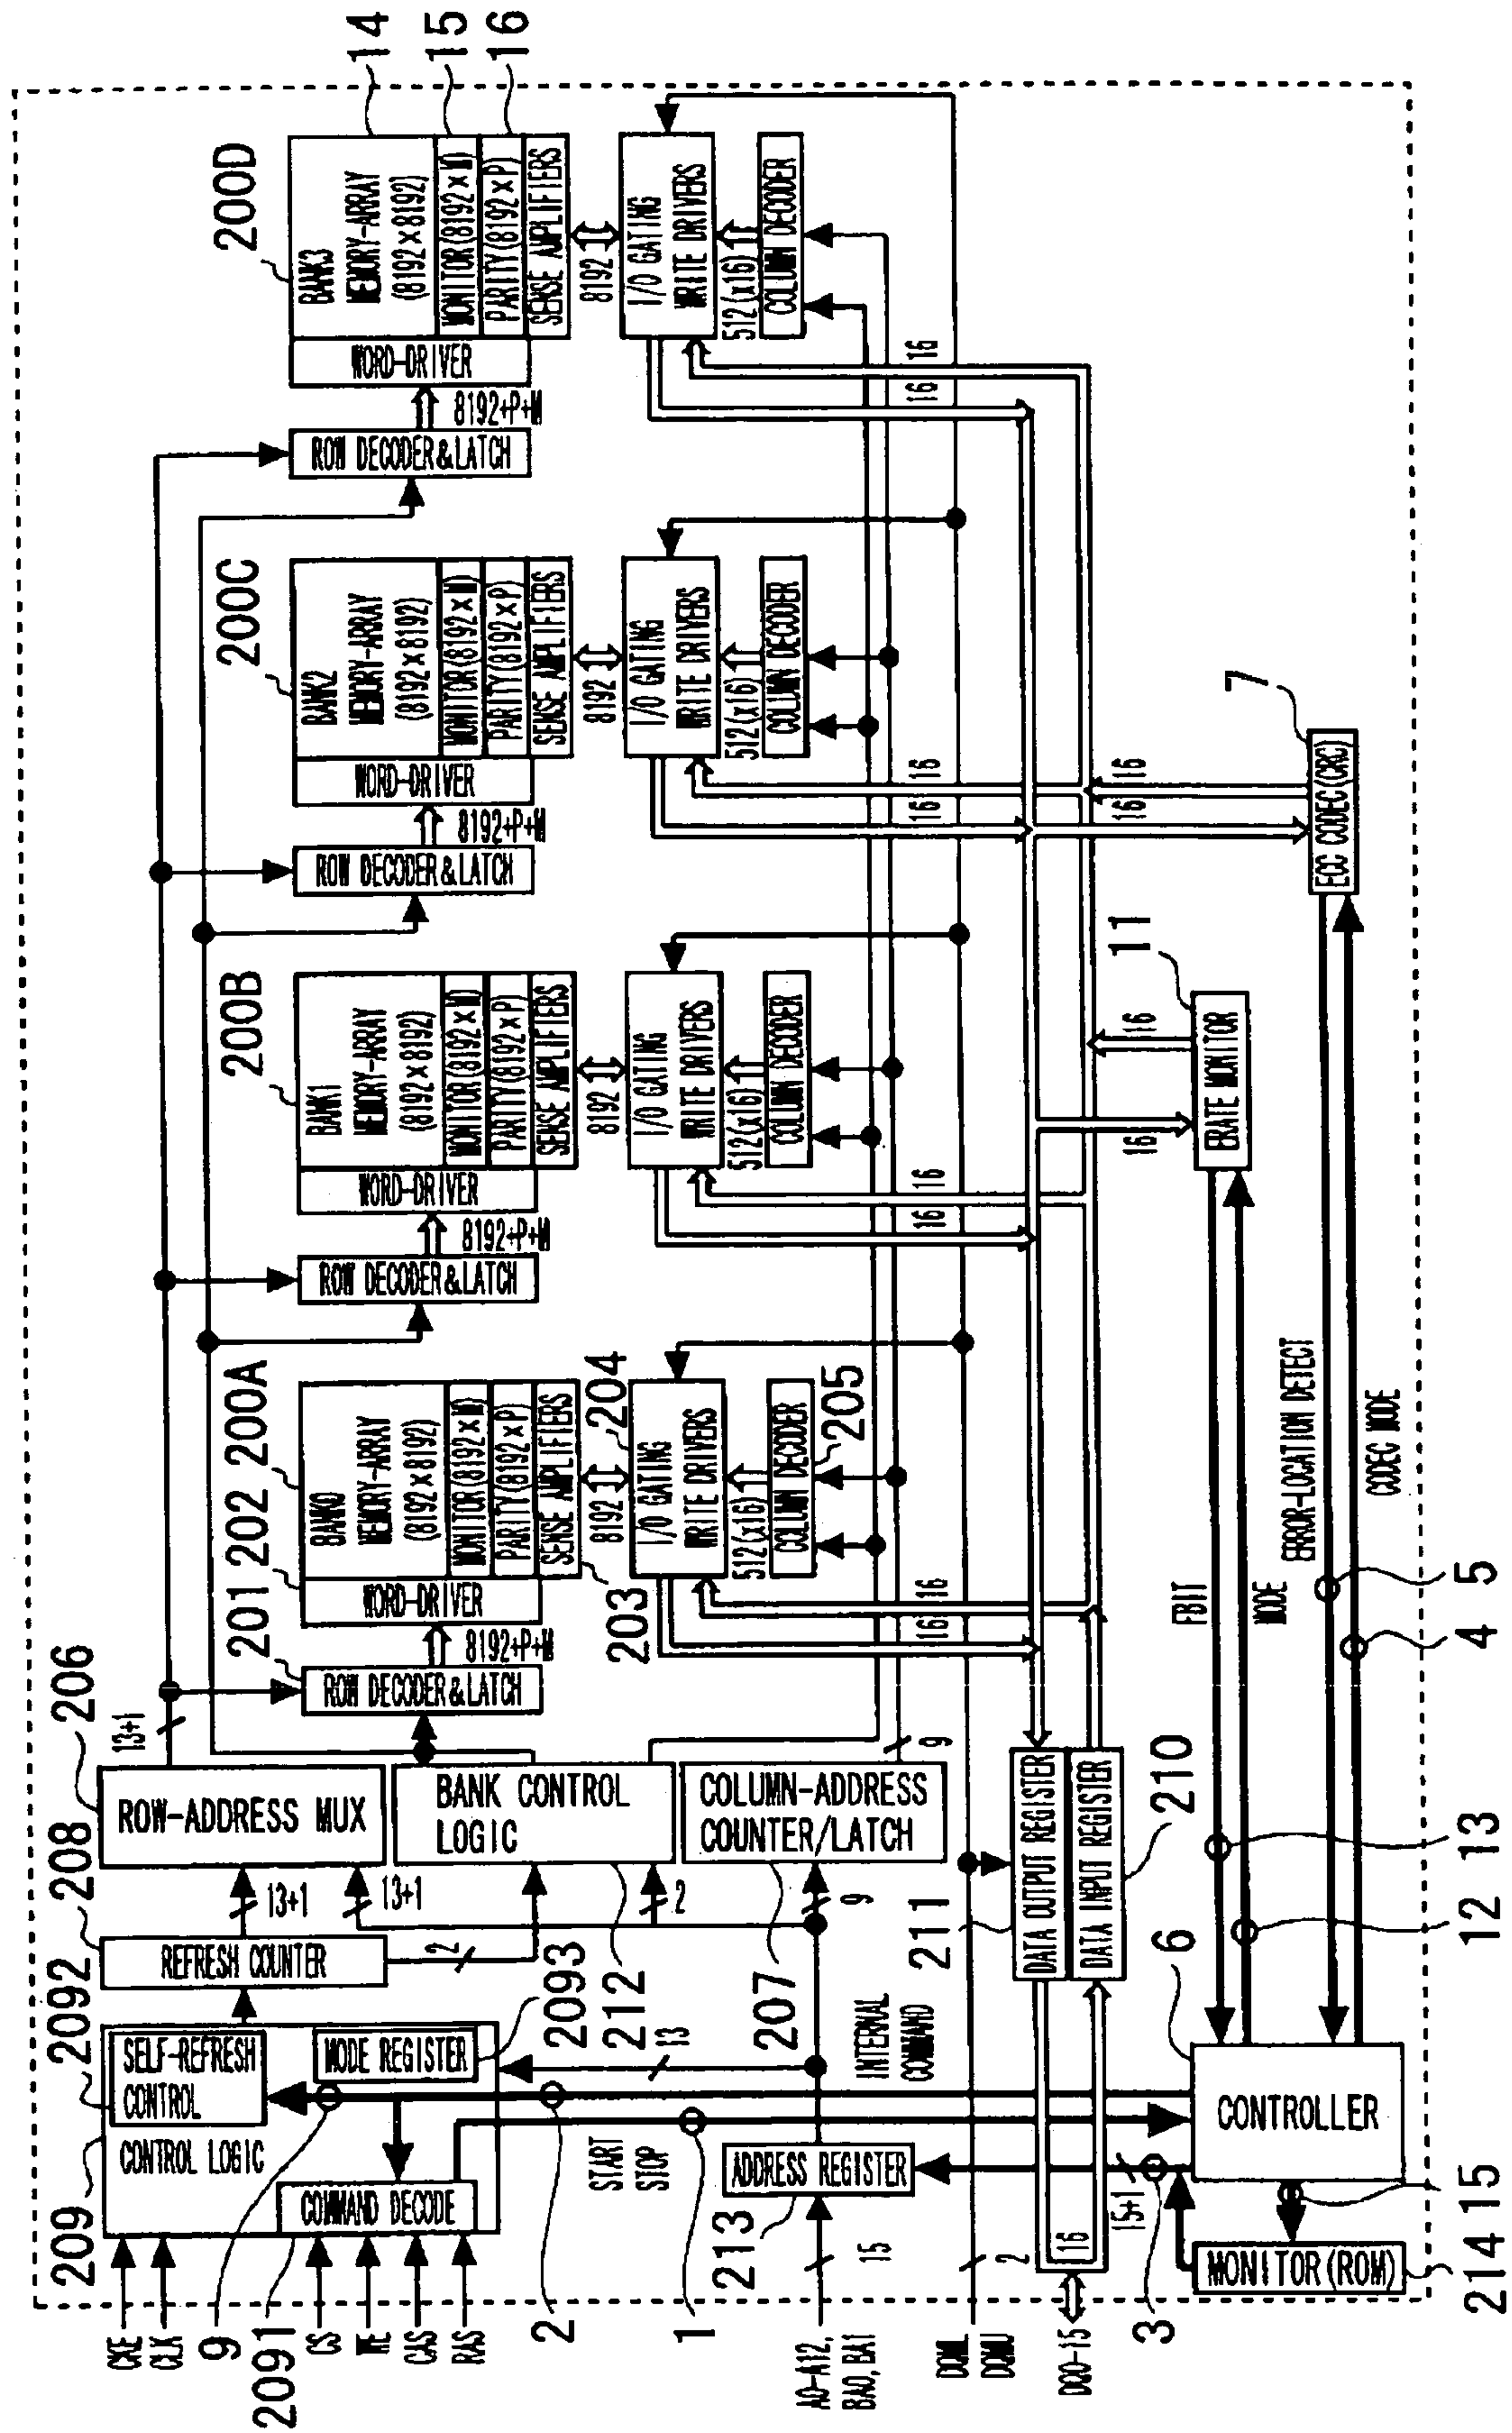 200D
14
15
16
BANK3
MEMORY-ARRAY
(8192×8192)
MONITOR(8192×M)
PARITY(8192×P)
SENSE AMPLIFIERS
WORD-DRIVER
8192+P+M
ROW DECODER&LATCH
8192
I/O GATING
WRITE DRIVERS
512(x16)
COLUMN DECODER
16
16
200C
BANK2
MEMORY-ARRAY
(8192×8192)
MONITOR(8192×M)
PARITY(8192×P)
SENSE AMPLIFIERS
WORD-DRIVER
8192+P+M
ROW DECODER&LATCH
8192
I/O GATING
WRITE DRIVERS
512(x16)
COLUMN DECODER
16
16
16
16
7
ECC CODEC(CRC)
200B
BANK1
MEMORY-ARRAY
(8192×8192)
MONITOR(8192×M)
PARITY(8192×P)
SENSE AMPLIFIERS
WORD-DRIVER
8192+P+M
ROW DECODER&LATCH
8192
I/O GATING
WRITE DRIVERS
512(x16)
COLUMN DECODER
16
16
16
16
11
ERATE MONITOR
201 202 200A
BANK0
MEMORY-ARRAY
(8192×8192)
MONITOR(8192×M)
PARITY(8192×P)
SENSE AMPLIFIERS
WORD-DRIVER
8192+P+M
ROW DECODER&LATCH
203
204
8192
I/O GATING
WRITE DRIVERS
512(x16)
COLUMN DECODER
205
16
16
FBIT
MODE
ERROR-LOCATION DETECT
CODEC MODE
5
4
13
12
206
13+1
ROW-ADDRESS MUX
BANK CONTROL
LOGIC
COLUMN-ADDRESS
COUNTER/LATCH
9
208
13+1
13+1
2
9
REFRESH COUNTER
2
212
207
211
DATA OUTPUT REGISTER
DATA INPUT REGISTER
210
209
2092
SELF-REFRESH
CONTROL
MODE REGISTER
2093
CONTROL LOGIC
COMMAND DECODE
2091
9
13
START
STOP
INTERNAL
COMMAND
2
1
ADDRESS REGISTER
213
15
2
16
15+1
3
6
CONTROLLER
15
MONITOR(ROM)
214
CKE
CLK
CS
WE
CAS
RAS
A0-A12,
BA0,BA1
DQML
DQMU
DQ0-15